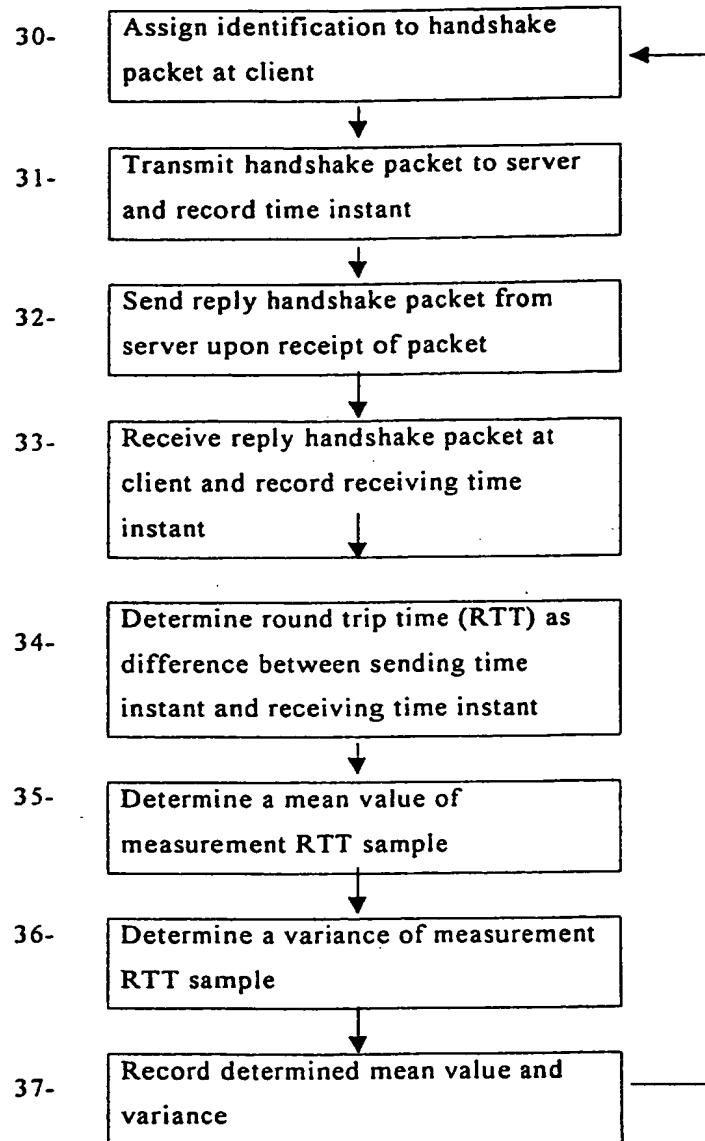 30- Assign identification to handshake
packet at client
31- Transmit handshake packet to server
and record time instant
32- Send reply handshake packet from
server upon receipt of packet
33- Receive reply handshake packet at
client and record receiving time
instant
34- Determine round trip time (RTT) as
difference between sending time
instant and receiving time instant
35- Determine a mean value of
measurement RTT sample
36- Determine a variance of measurement
RTT sample
37- Record determined mean value and
variance